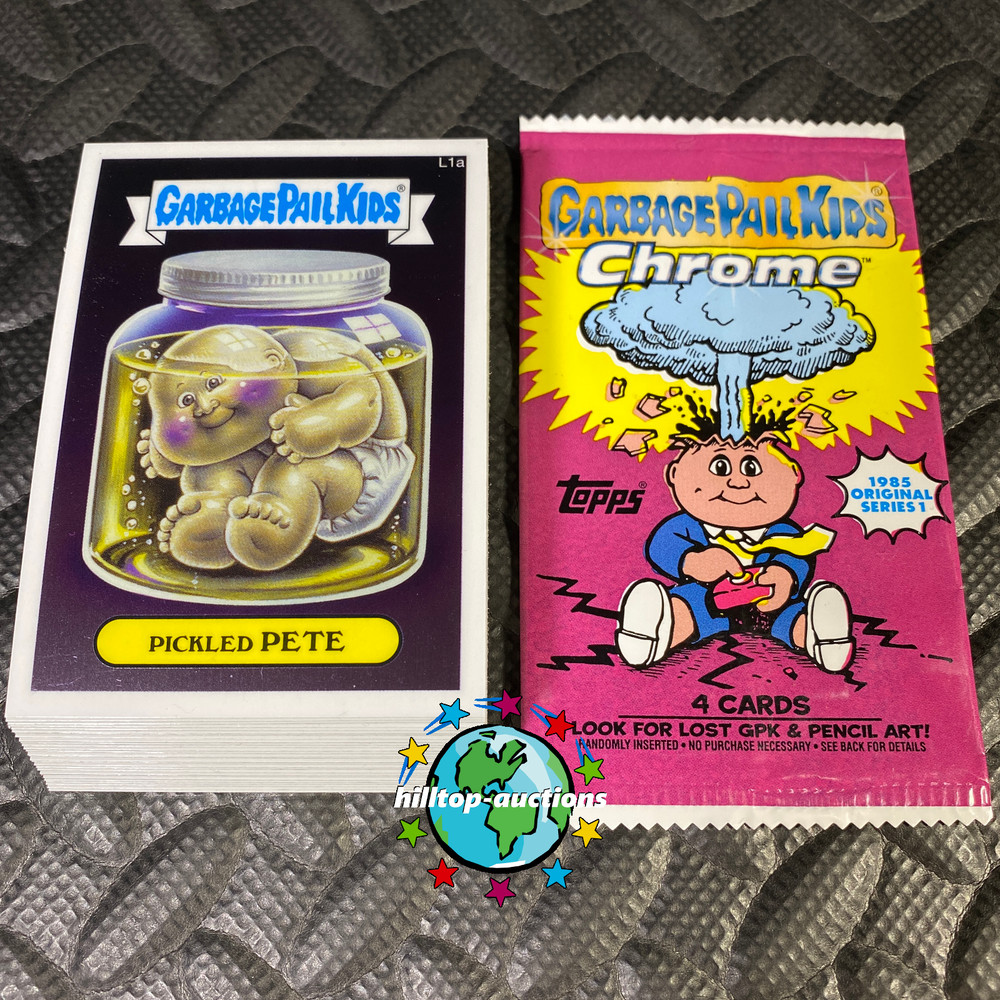 L1a
GARBAGE PAIL KIDS®
PICKLED PETE
GARBAGE PAIL KIDS®
Chrome™
topps®
1985
ORIGINAL
SERIES 1
4 CARDS
LOOK FOR LOST GPK & PENCIL ART!
RANDOMLY INSERTED • NO PURCHASE NECESSARY • SEE BACK FOR DETAILS
hilltop-auctions